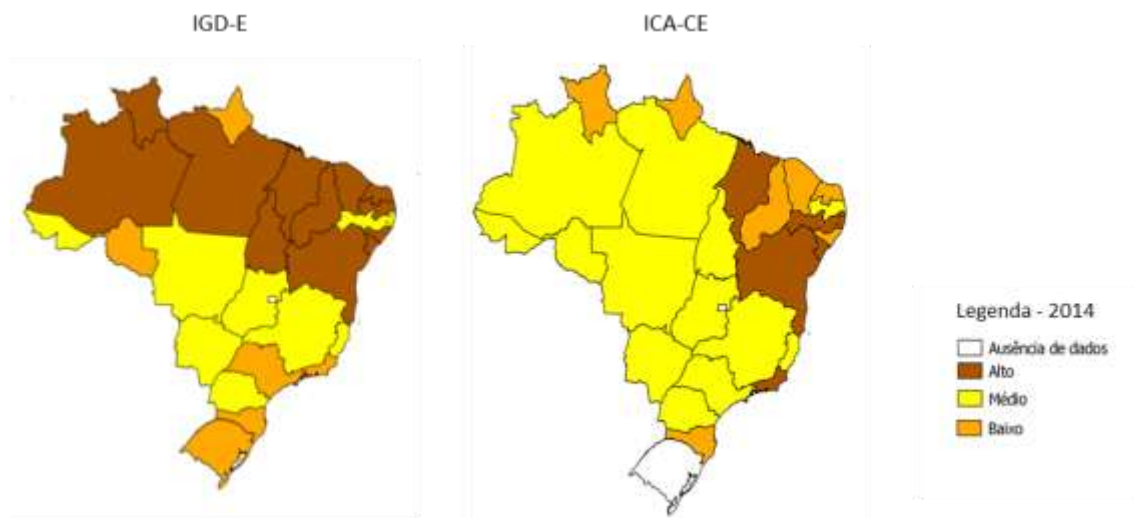 IGD-E
ICA-CE
Legenda - 2014
Ausência de dados
Alto
Médio
Baixo